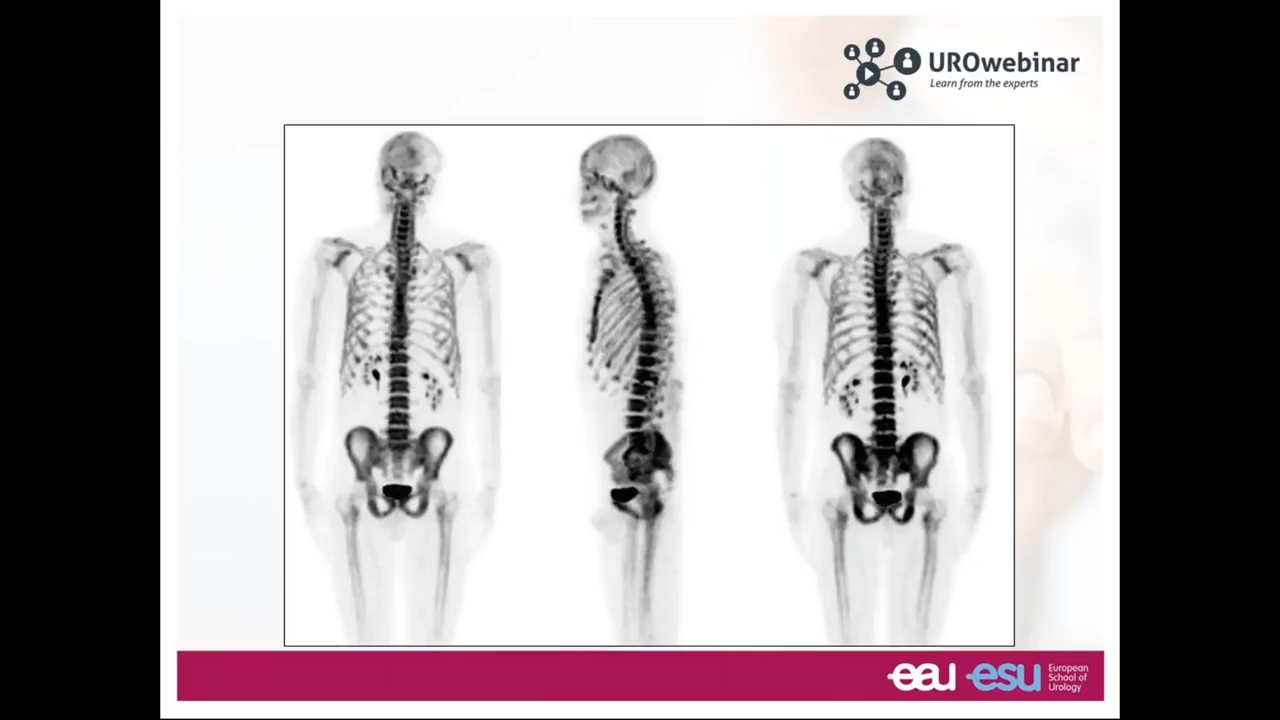 UROwebinar
Learn from the experts
eau esu European
School of
Urology